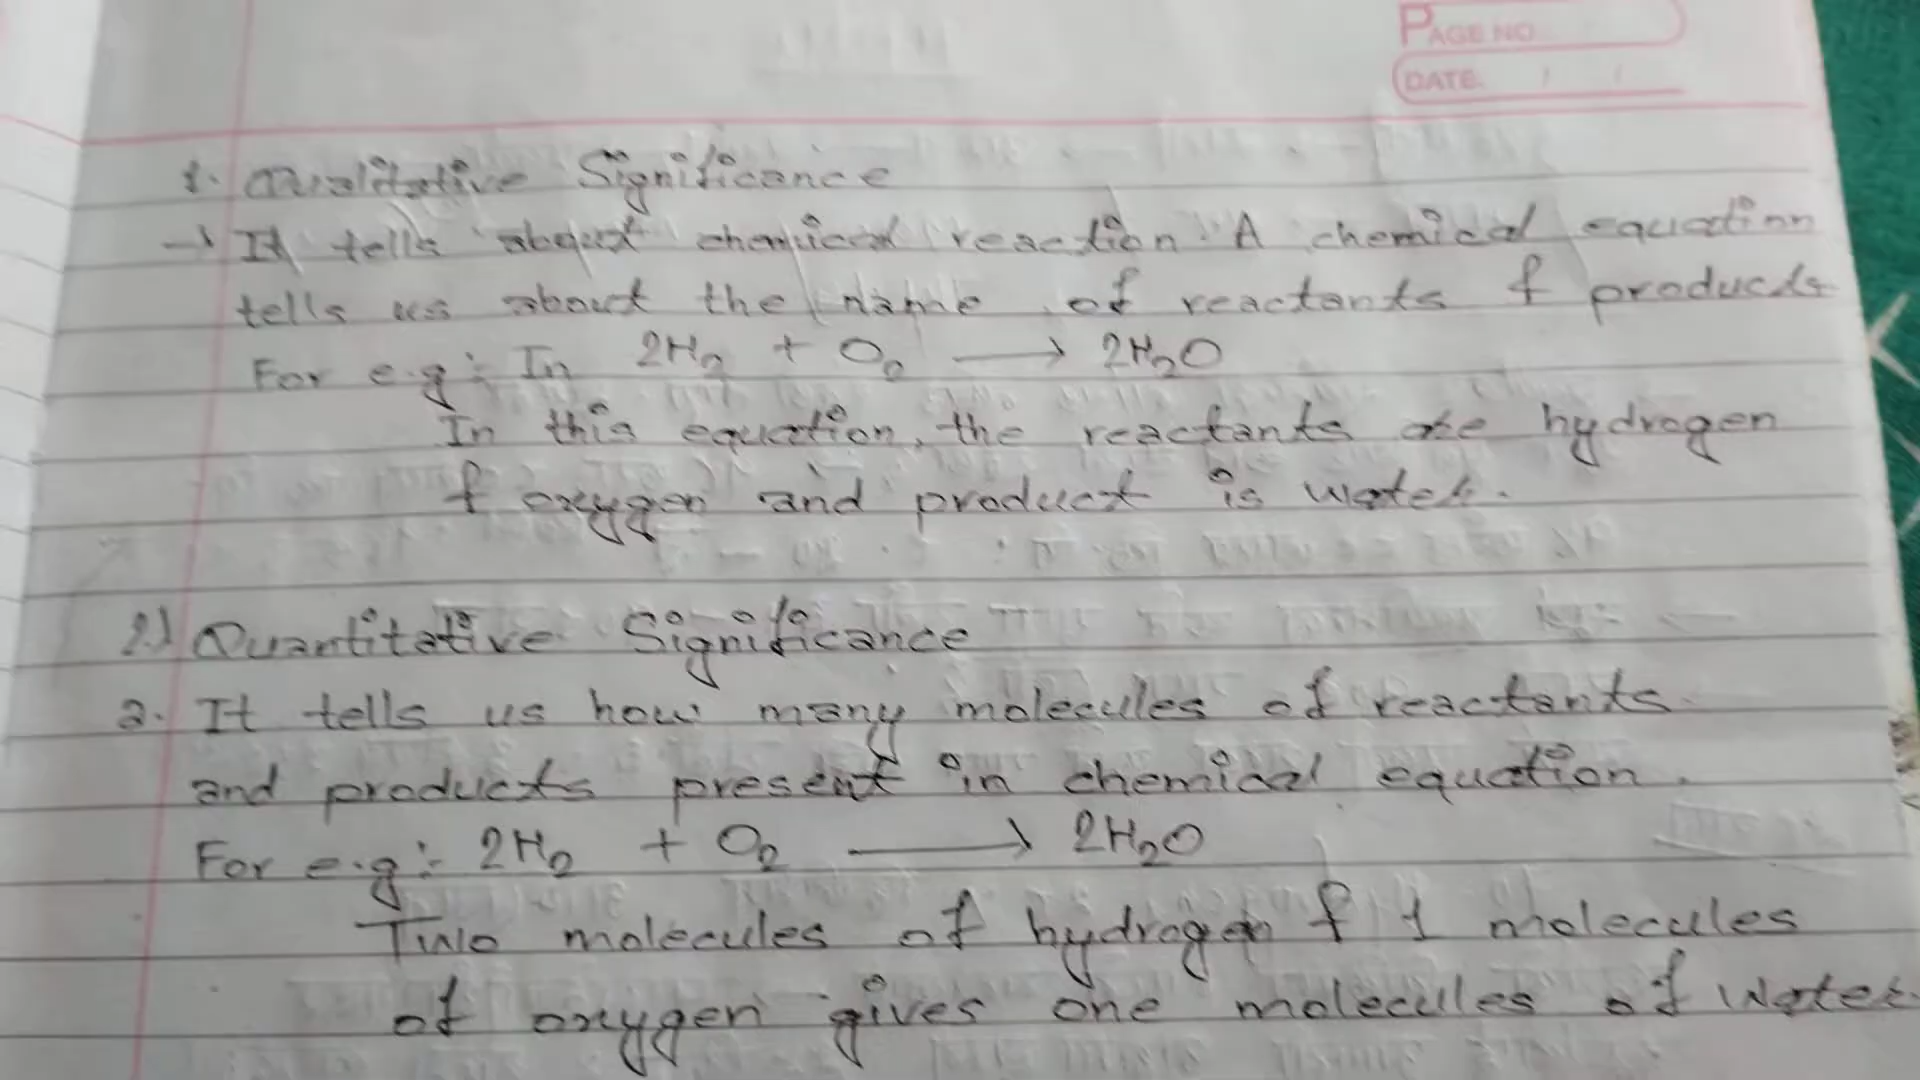 PAGE NO
DATE. / /
1. Qualitative Significance
→ It tells about chemical reaction. A chemical equation
tells us about the name of reactants & products
For e.g:- In 2H₂ + O₂ → 2H₂O
In this equation, the reactants are hydrogen
& oxygen and product is water.
2.) Quantitative Significance
2. It tells us how many molecules of reactants
and products present in chemical equation.
For e.g:- 2H₂ + O₂ → 2H₂O
Two molecules of hydrogen & 1 molecules
of oxygen gives one molecules of water.